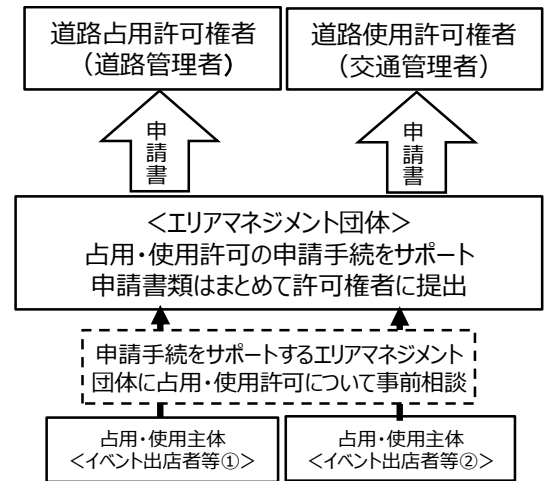 道路占用許可権者
（道路管理者）
道路使用許可権者
（交通管理者）
申請書
申請書
＜エリアマネジメント団体＞
占用・使用許可の申請手続をサポート
申請書類はまとめて許可権者に提出
申請手続をサポートするエリアマネジメント
団体に占用・使用許可について事前相談
占用・使用主体
＜イベント出店者等①＞
占用・使用主体
＜イベント出店者等②＞